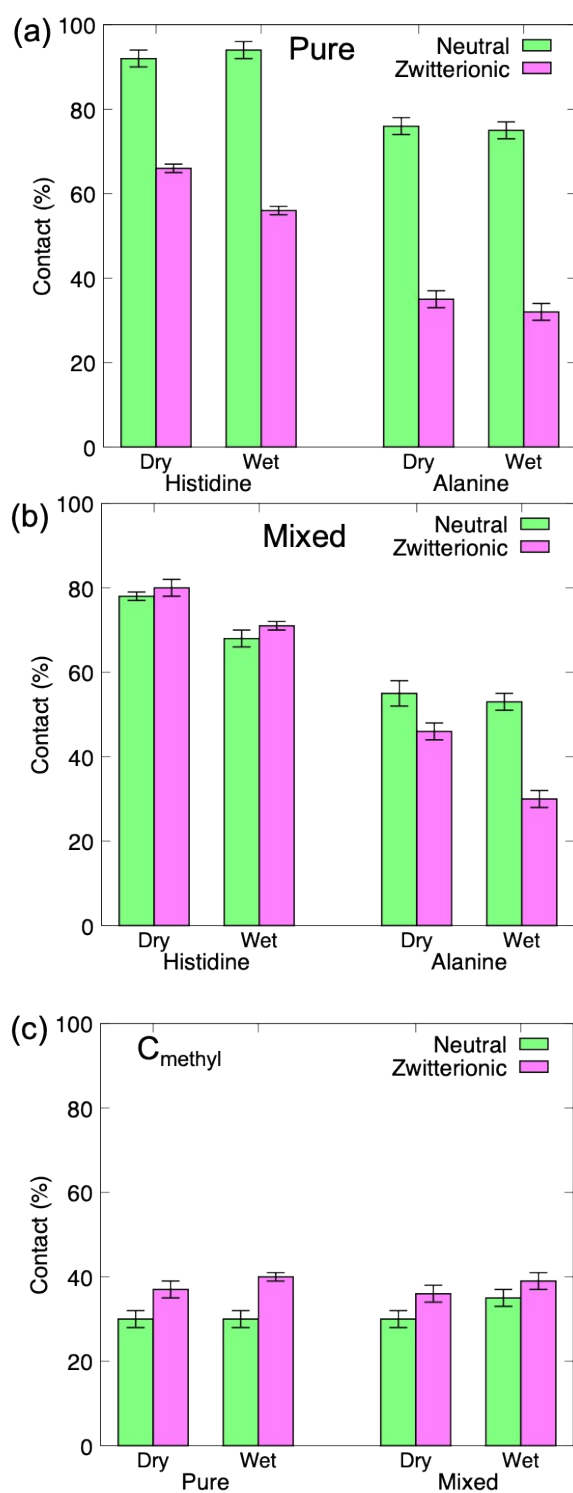 (a)
Pure
Neutral
Zwitterionic
Contact (%)
100
80
60
40
20
0
Dry Wet Dry Wet
Histidine Alanine
(b)
Mixed
Neutral
Zwitterionic
Contact (%)
100
80
60
40
20
0
Dry Wet Dry Wet
Histidine Alanine
(c)
Cmethyl
Neutral
Zwitterionic
Contact (%)
100
80
60
40
20
0
Dry Wet Dry Wet
Pure Mixed